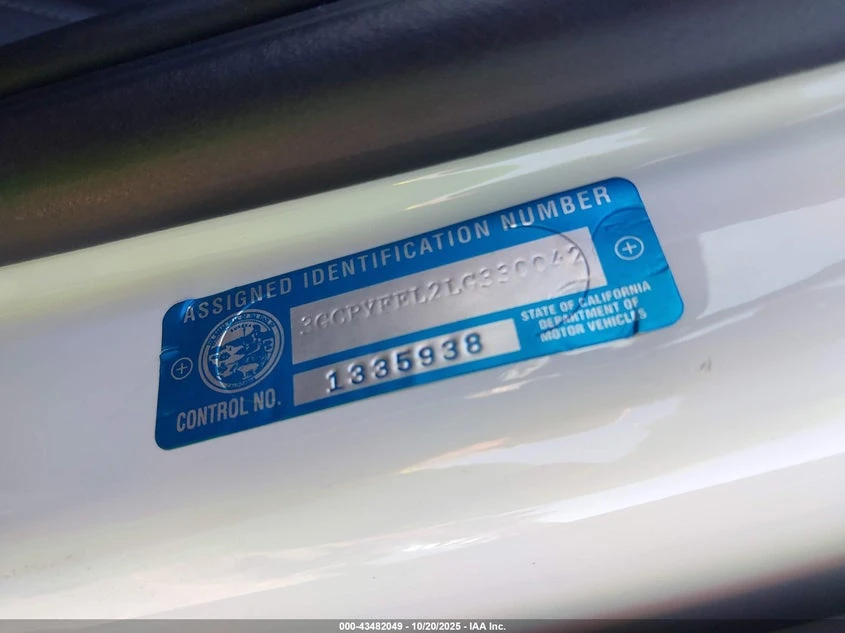 ASSIGNED IDENTIFICATION NUMBER
3GCPYFEL2LG330042
STATE OF CALIFORNIA
DEPARTMENT OF
MOTOR VEHICLES
CONTROL NO.
1335938
000-43482049 - 10/20/2025 - IAA Inc.